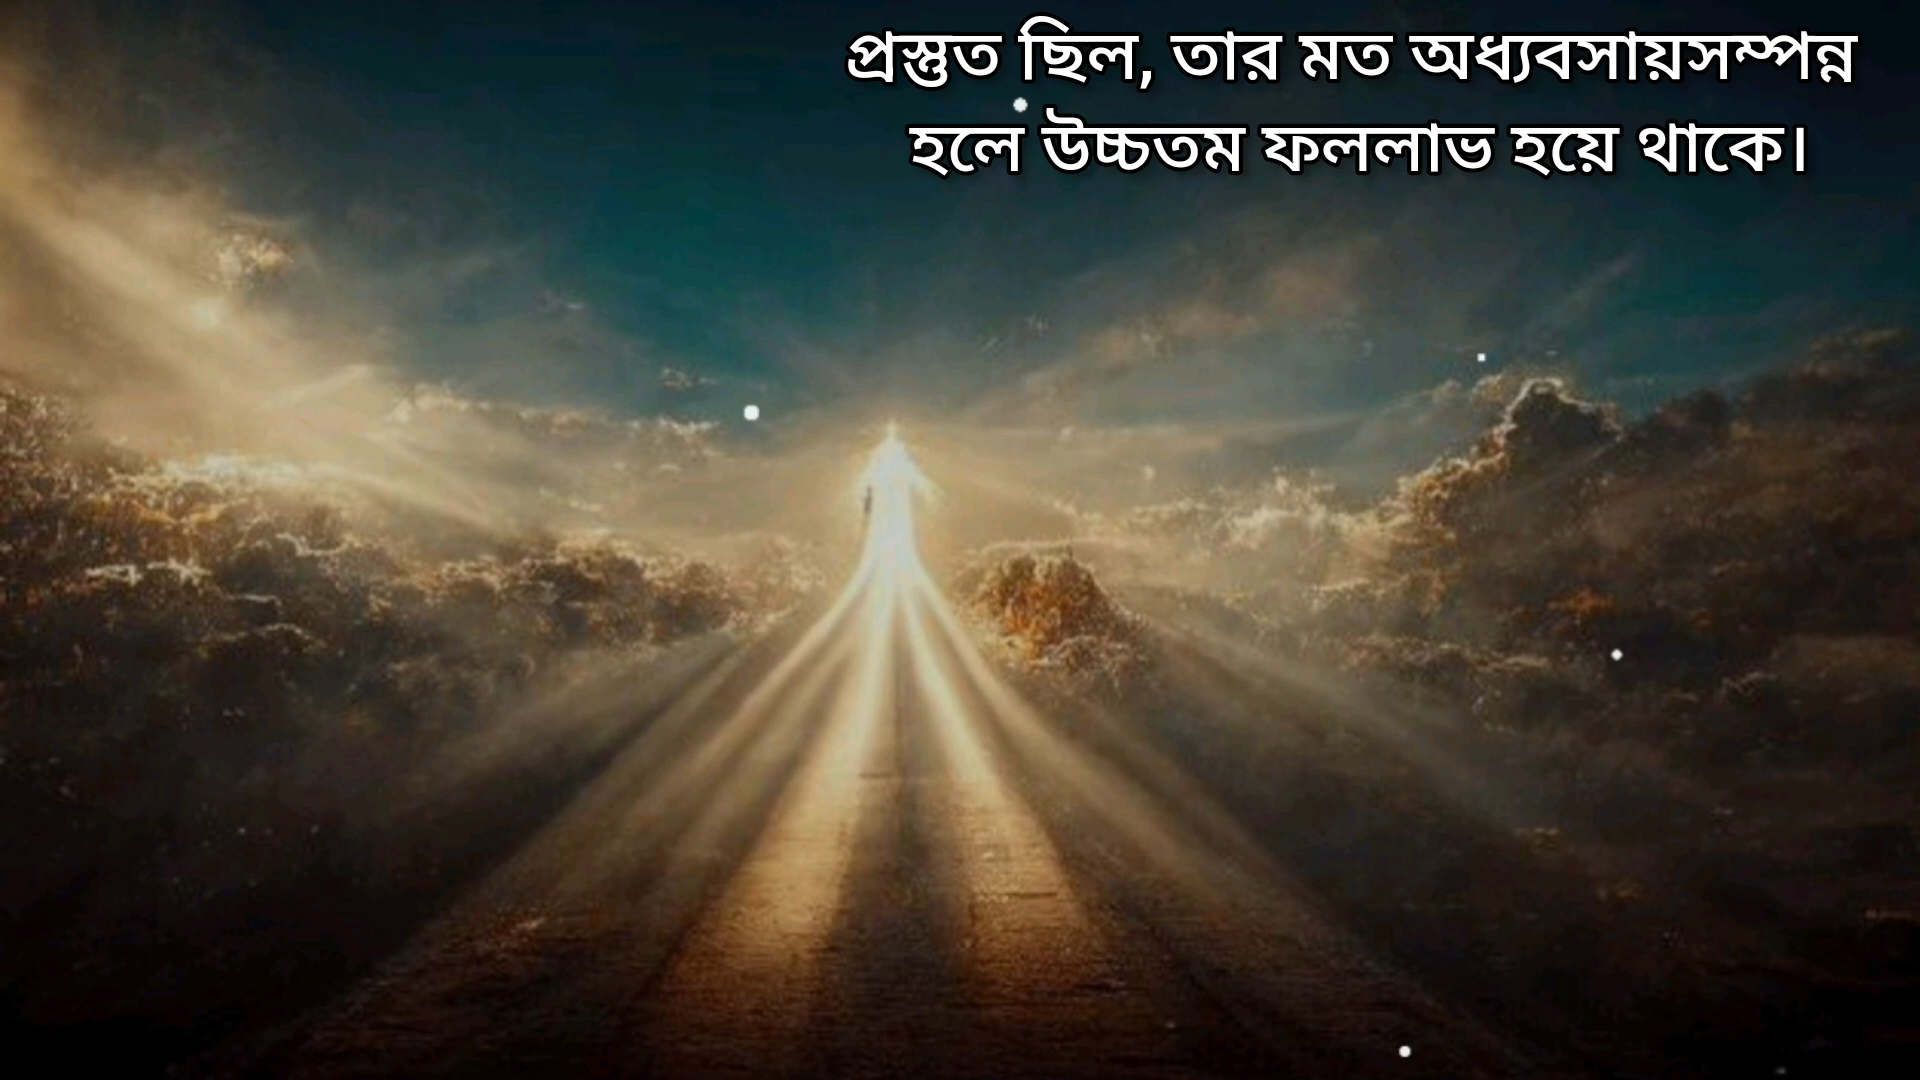 প্রস্তুত ছিল, তার মত অধ্যবসায়সম্পন্ন
হলে উচ্চতম ফললাভ হয়ে থাকে।